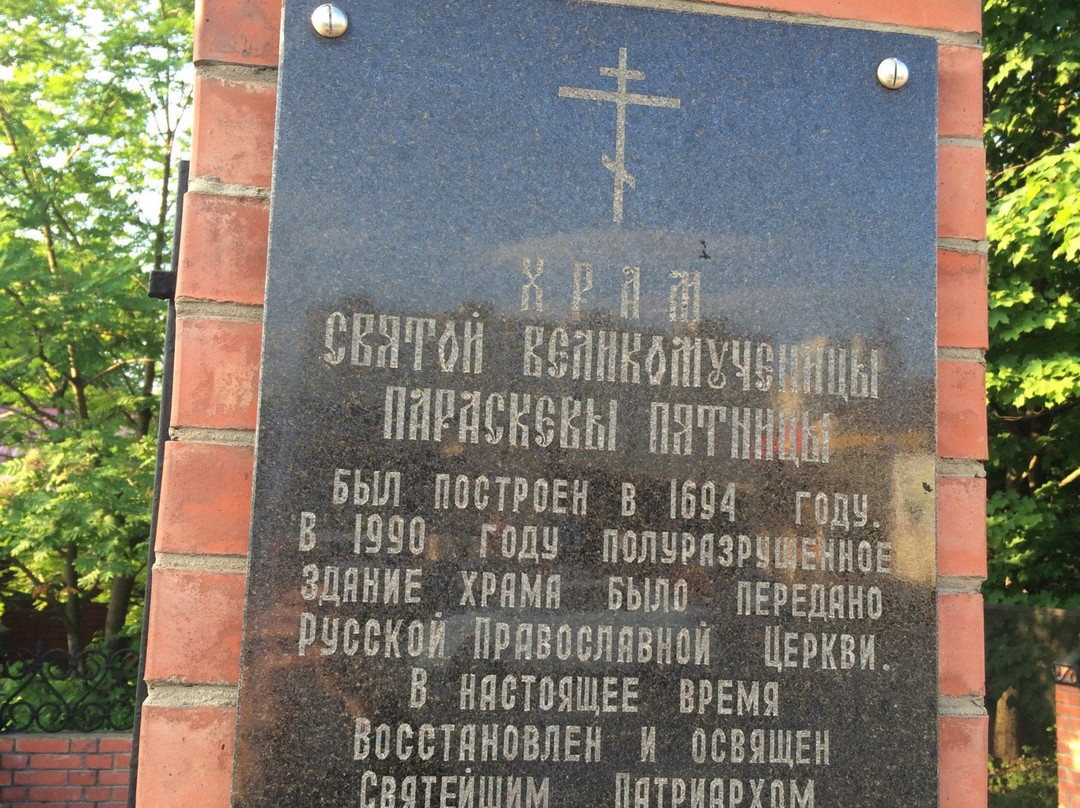 ХРАМ
СВЯТОЙ ВЕЛИКОМУЧЕНИЦЫ
ПАРАСКЕВЫ ПЯТНИЦЫ
БЫЛ ПОСТРОЕН В 1694 ГОДУ.
В 1990 ГОДУ ПОЛУРАЗРУШЕННОЕ
ЗДАНИЕ ХРАМА БЫЛО ПЕРЕДАНО
РУССКОЙ ПРАВОСЛАВНОЙ ЦЕРКВИ.
В НАСТОЯЩЕЕ ВРЕМЯ
ВОССТАНОВЛЕН И ОСВЯЩЕН
СВЯТЕЙШИМ ПАТРИАРХОМ